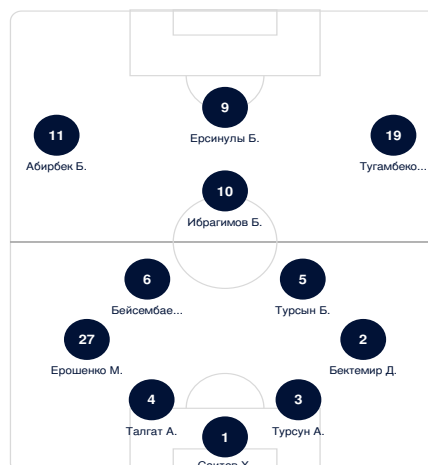 9
11
19
Ерсинулы Б.
Абирбек Б.
Тугамбеко...
10
Ибрагимов Б.
6
5
Бейсембае...
Турсын Б.
27
2
Ерошенко М.
Бектемир Д.
4
3
Талгат А.
Турсун А.
1